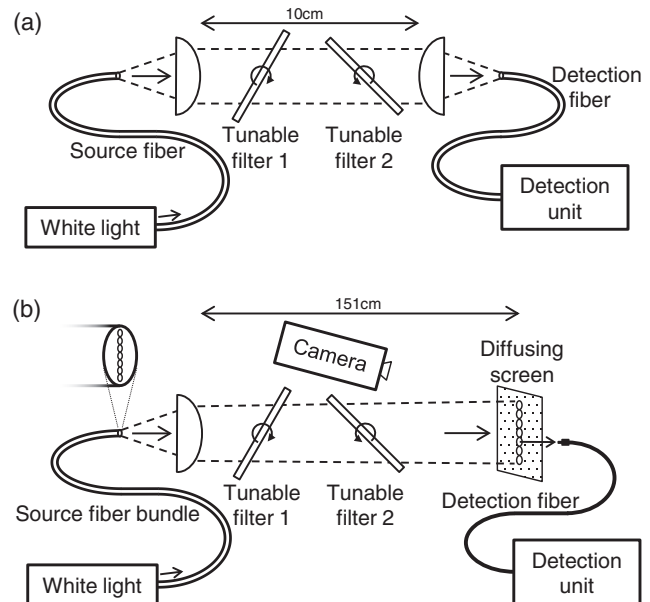 (a)
10cm
Detection
fiber
Tunable
filter 1
Tunable
filter 2
Source fiber
White light
Detection
unit
(b)
151cm
Camera
Diffusing
screen
Tunable
filter 1
Tunable
filter 2
Source fiber bundle
Detection fiber
White light
Detection
unit